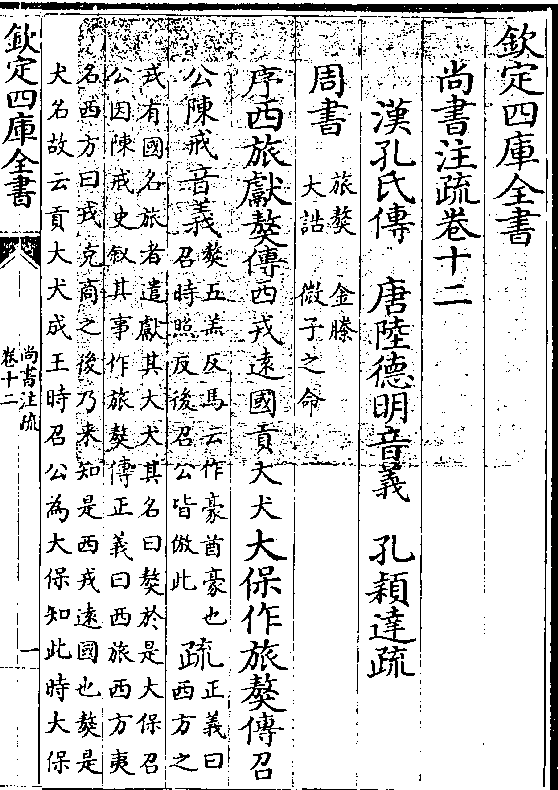 欽定四庫全書
尚書注疏卷十二
漢孔氏傳　唐陸德明音義　孔穎達疏
周書
旅獒　金縢
大誥　微子之命
序西旅獻獒傳西戎遠國貢大犬大保作旅獒傳召
公陳戒音義獒五羔反馬云作豪酋豪也
召時照反後召公皆倣此
疏正義曰
西方之
戎有國名旅者遣獻其大犬其名曰獒於是大保召
公因陳戒史叙其事作旅獒傳正義曰西旅西方夷
名西方曰戎克商之後乃来知是西戎遠國也獒是
犬名故云貢大犬成王時召公為大保知此時大保
欽定四庫全書
尚書注疏
卷十二
一